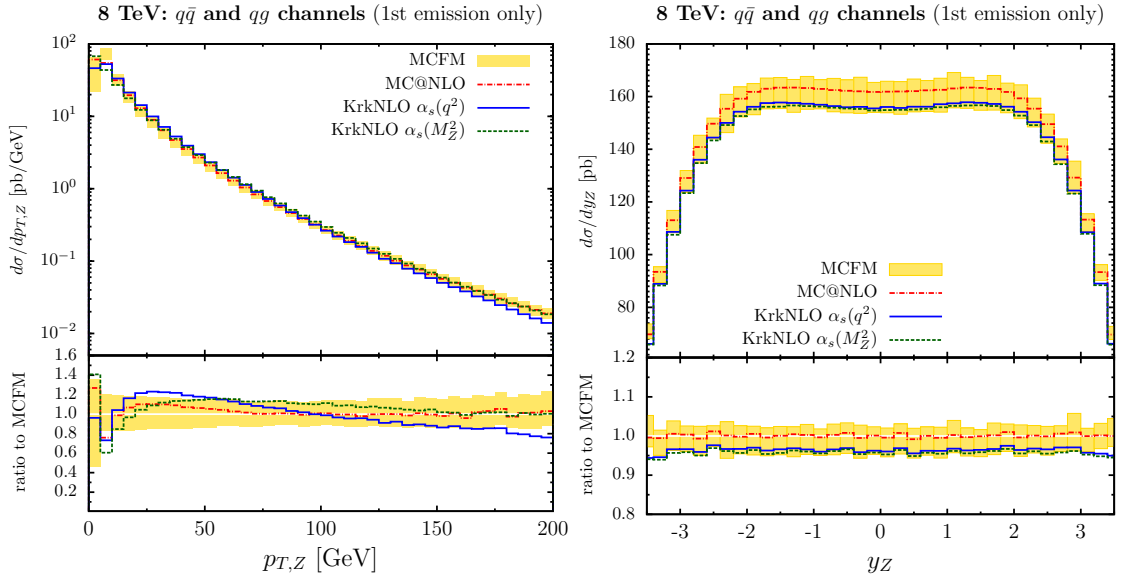 8 TeV: qq̄ and qg channels (1st emission only)
dσ/dp_{T,Z} [pb/GeV]
10^2
10^1
10^0
10^{-1}
10^{-2}
MCFM
MC@NLO
KrkNLO α_s(q^2)
KrkNLO α_s(M_Z^2)
ratio to MCFM
1.6
1.4
1.2
1.0
0.8
0.6
0.4
0.2
0 50 100 150 200
p_{T,Z} [GeV]
8 TeV: qq̄ and qg channels (1st emission only)
dσ/dy_Z [pb]
180
160
140
120
100
80
MCFM
MC@NLO
KrkNLO α_s(q^2)
KrkNLO α_s(M_Z^2)
ratio to MCFM
1.2
1.1
1.0
0.9
0.8
-3 -2 -1 0 1 2 3
y_Z